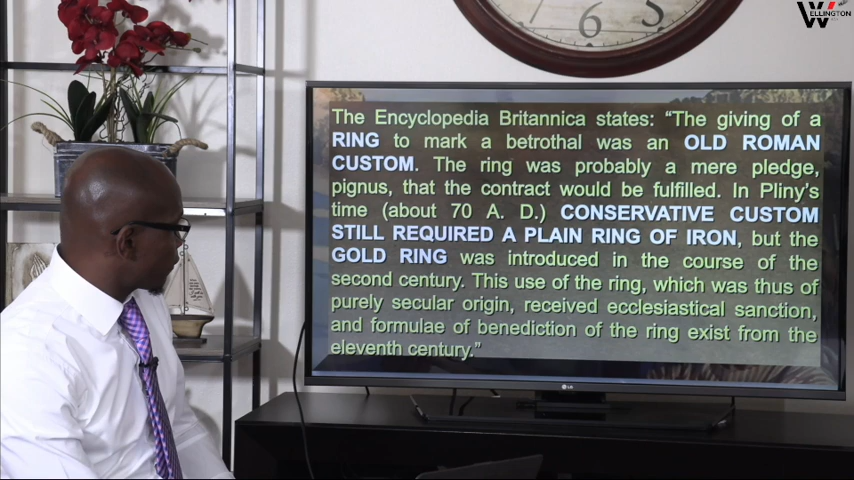 WELLINGTON
6 5
The Encyclopedia Britannica states: “The giving of a
RING to mark a betrothal was an OLD ROMAN
CUSTOM. The ring was probably a mere pledge,
pignus, that the contract would be fulfilled. In Pliny’s
time (about 70 A. D.) CONSERVATIVE CUSTOM
STILL REQUIRED A PLAIN RING OF IRON, but the
GOLD RING was introduced in the course of the
second century. This use of the ring, which was thus of
purely secular origin, received ecclesiastical sanction,
and formulae of benediction of the ring exist from the
eleventh century.”
LG